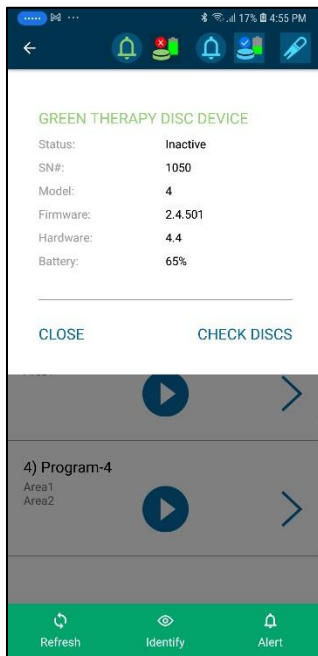 17% 4:55 PM
GREEN THERAPY DISC DEVICE
Status: Inactive
SN#: 1050
Model: 4
Firmware: 2.4.501
Hardware: 4.4
Battery: 65%
CLOSE CHECK DISCS
4) Program-4
Area1
Area2
Refresh Identify Alert